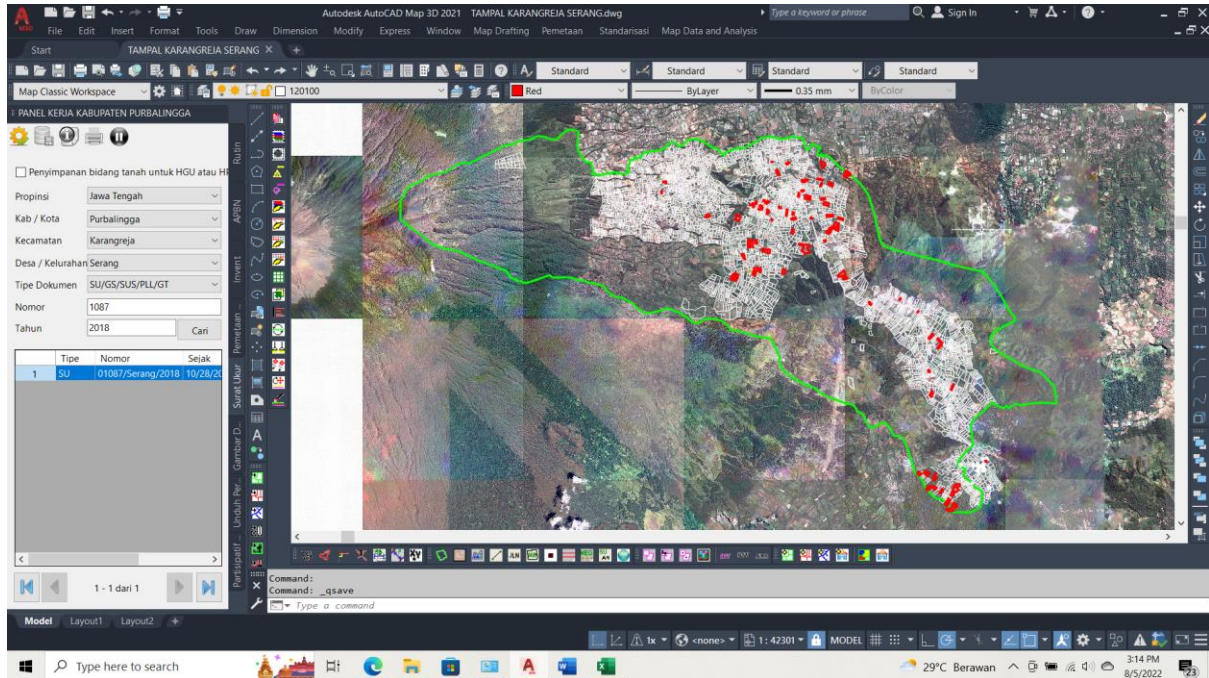 Autodesk AutoCAD Map 3D 2021 TAMPAL KARANGREJA SERANG.dwg
Type a keyword or phrase
Sign In
File Edit Insert Format Tools Draw Dimension Modify Express Window Map Drafting Pemetaan Standarisasi Map Data and Analysis
Start TAMPAL KARANGREJA SERANG
Standard Standard Standard Standard
Map Classic Workspace 120100 Red ByLayer 0.35 mm ByColor
PANEL KERJA KABUPATEN PURBALINGGA
Penyimpanan bidang tanah untuk HGU atau
Propinsi Jawa Tengah
Kab / Kota Purbalingga
Kecamatan Karangreja
Desa / Kelurahan Serang
Tipe Dokumen SU/GS/SUS/PLL/GT
Nomor 1087
Tahun 2018 Cari
Tipe Nomor Sejak
1 SU 01087/Serang/2018 10/28/20
1 - 1 dari 1
Rutin
APBN
Invent
Pemetaan ...
Surat Ukur
Gambar D...
Unduh Per...
Partisipatif ...
Command:
Command: _qsave
Type a command
Model Layout1 Layout2 +
1x <none> 1 : 42301 MODEL
Type here to search
29°C Berawan
3:14 PM
8/5/2022
23